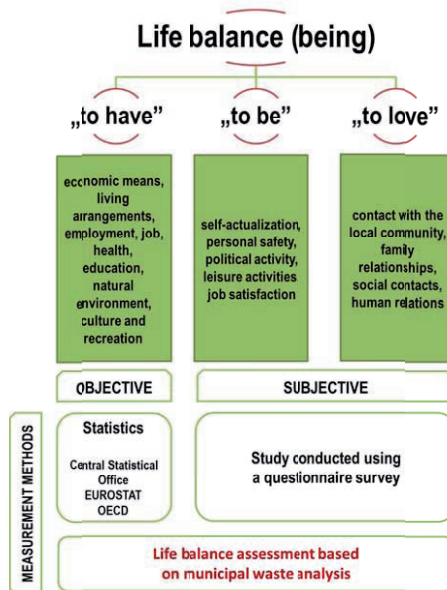 Life balance (being)
„to have”
„to be”
„to love”
economic means,
living
arrangements,
employment, job,
health,
education,
natural
environment,
culture and
recreation
self-actualization,
personal safety,
political activity,
leisure activities
job satisfaction
contact with the
local community,
family
relationships,
social contacts,
human relations
OBJECTIVE
SUBJECTIVE
MEASUREMENT METHODS
Statistics
Central Statistical
Office
EUROSTAT
OECD
Study conducted using
a questionnaire survey
Life balance assessment based
on municipal waste analysis